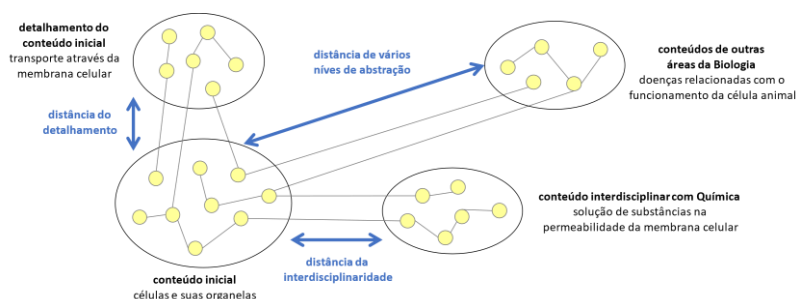 detalhamento do
conteúdo inicial
transporte através da
membrana celular
distância de vários
níves de abstração
conteúdos de outras
áreas da Biologia
doenças relacionadas com o
funcionamento da célula animal
distância do
detalhamento
conteúdo interdisciplinar com Química
solução de substâncias na
permeabilidade da membrana celular
distância da
interdisciplinaridade
conteúdo inicial
células e suas organelas